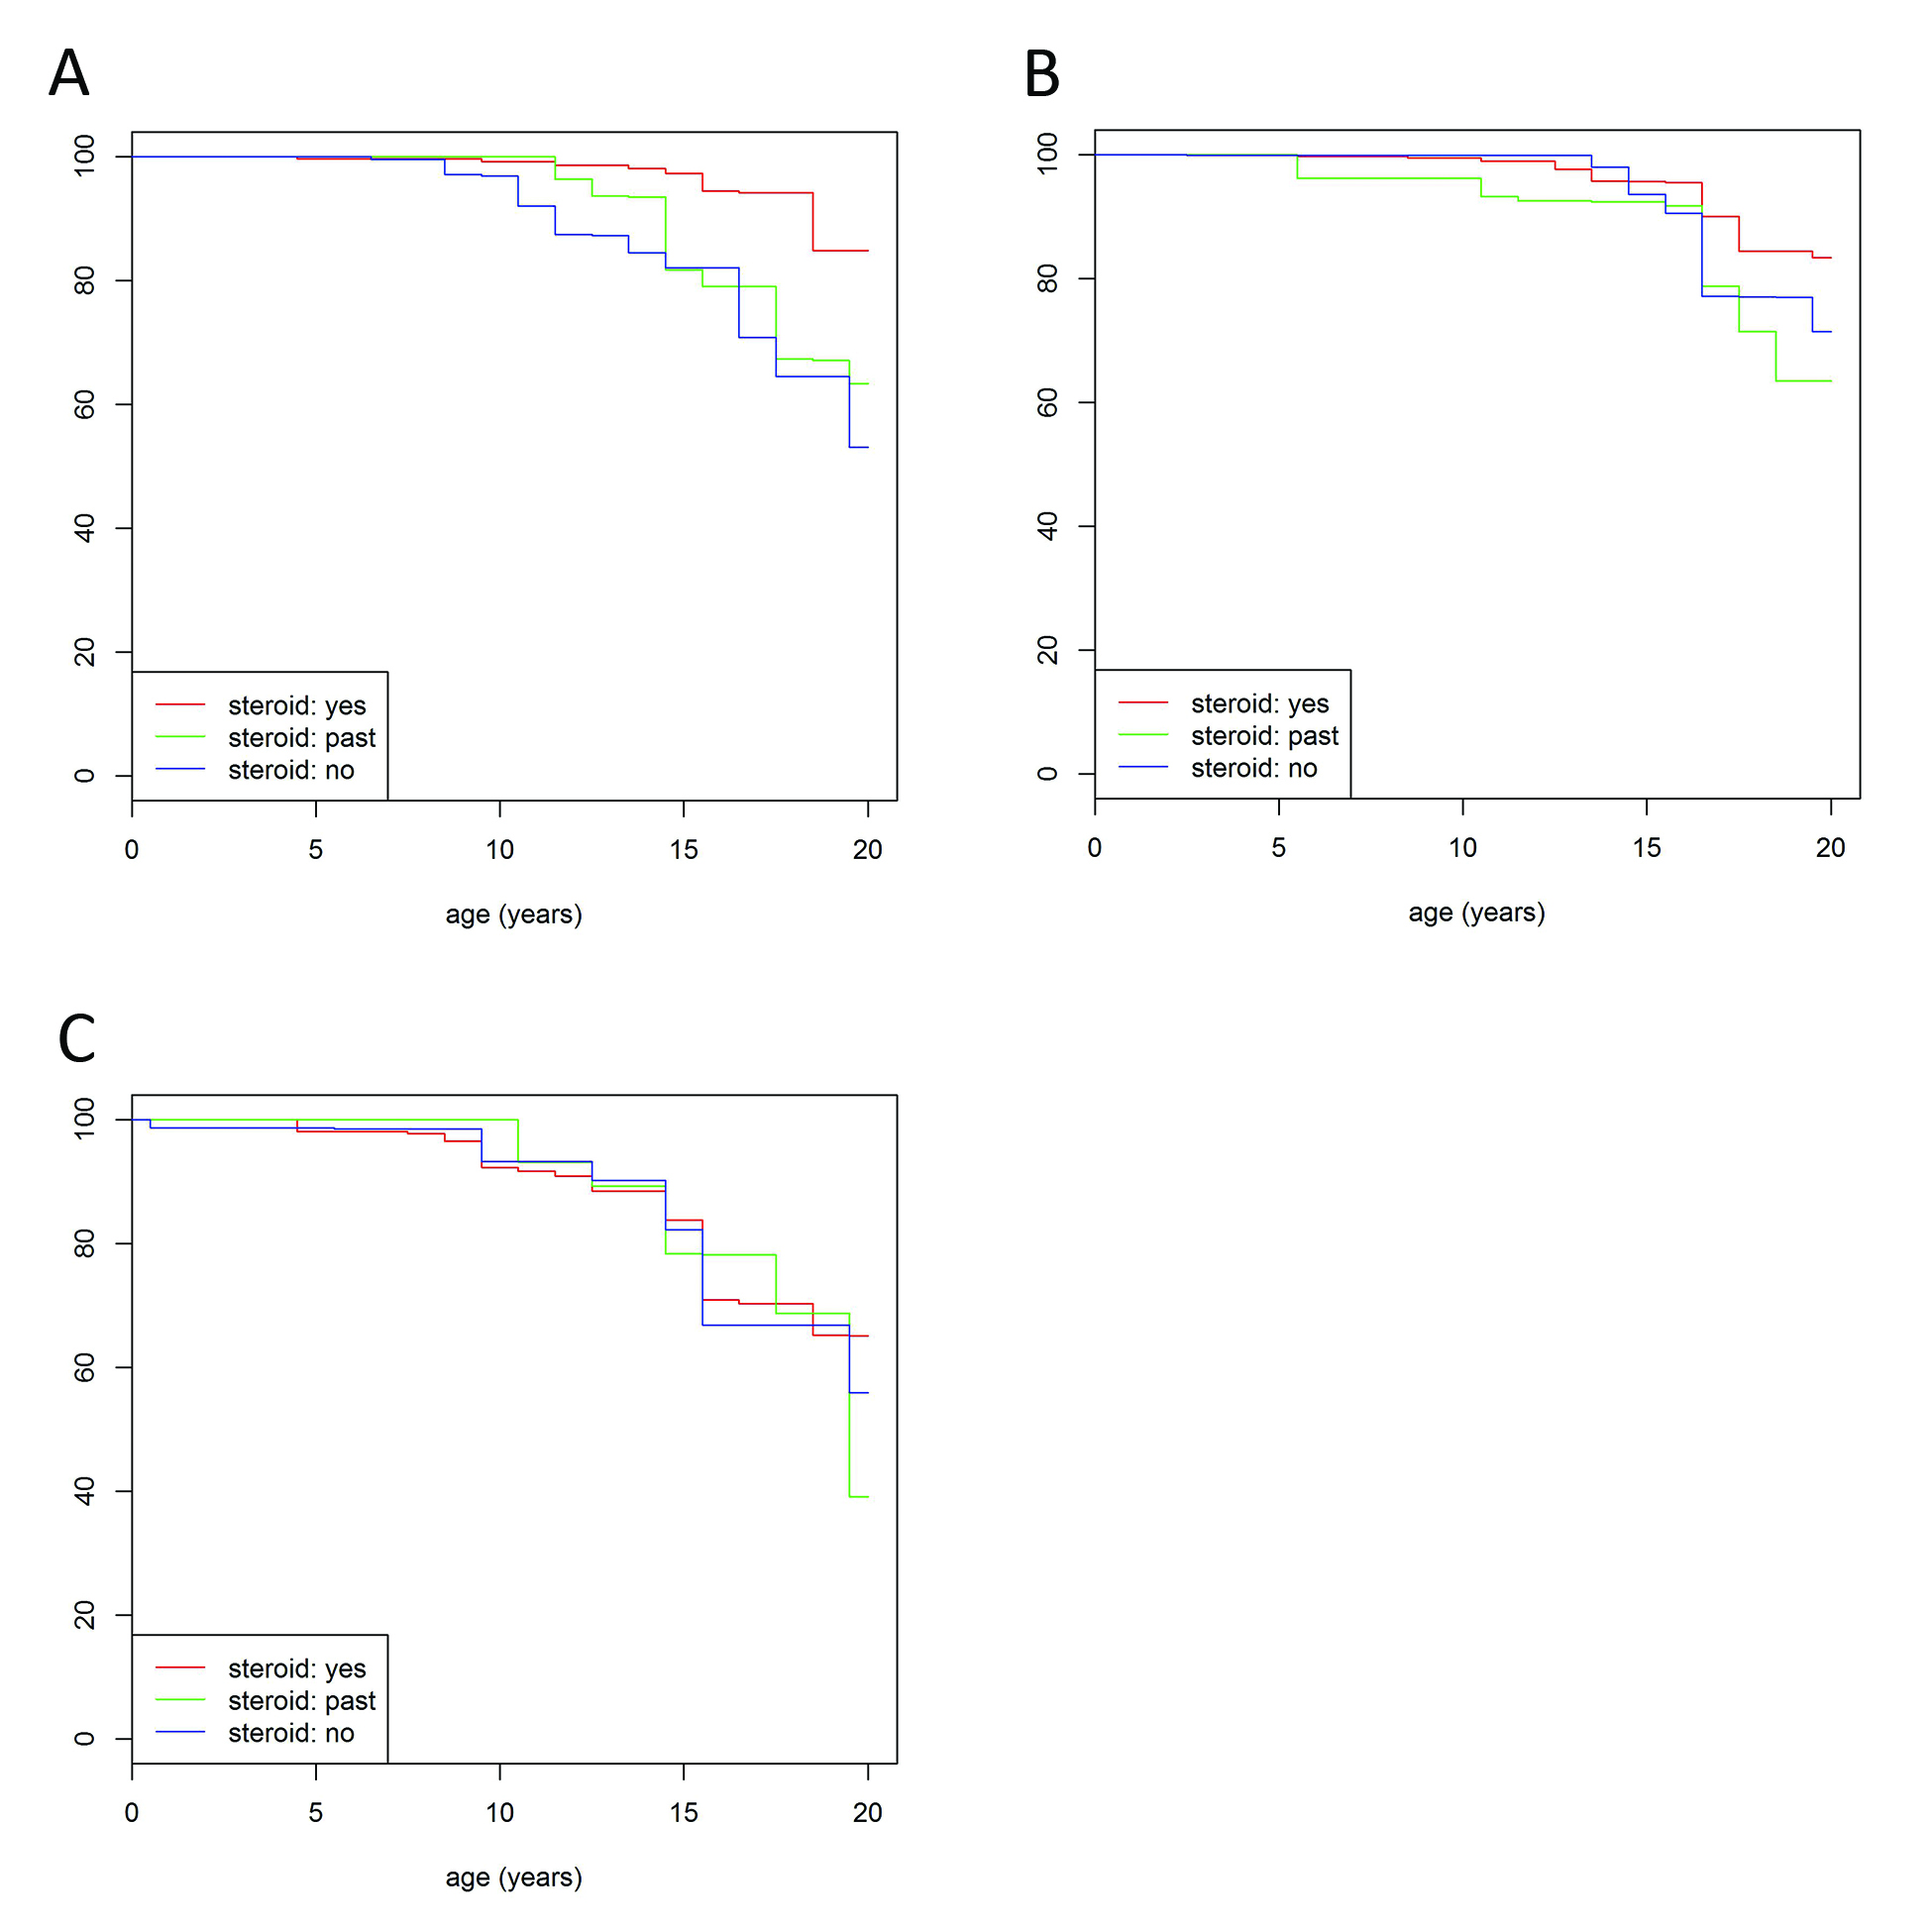 A
100
80
60
40
20
0
steroid: yes
steroid: past
steroid: no
0 5 10 15 20
age (years)
B
100
80
60
40
20
0
steroid: yes
steroid: past
steroid: no
0 5 10 15 20
age (years)
C
100
80
60
40
20
0
steroid: yes
steroid: past
steroid: no
0 5 10 15 20
age (years)